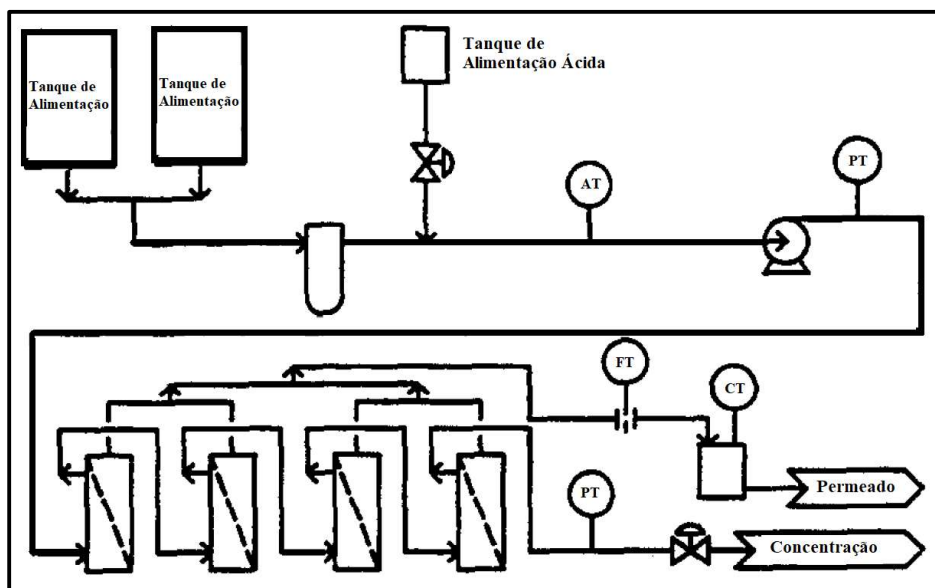 Tanque de
Alimentação
Tanque de
Alimentação
Tanque de
Alimentação Ácida
AT
PT
FT
CT
PT
Permeado
Concentração